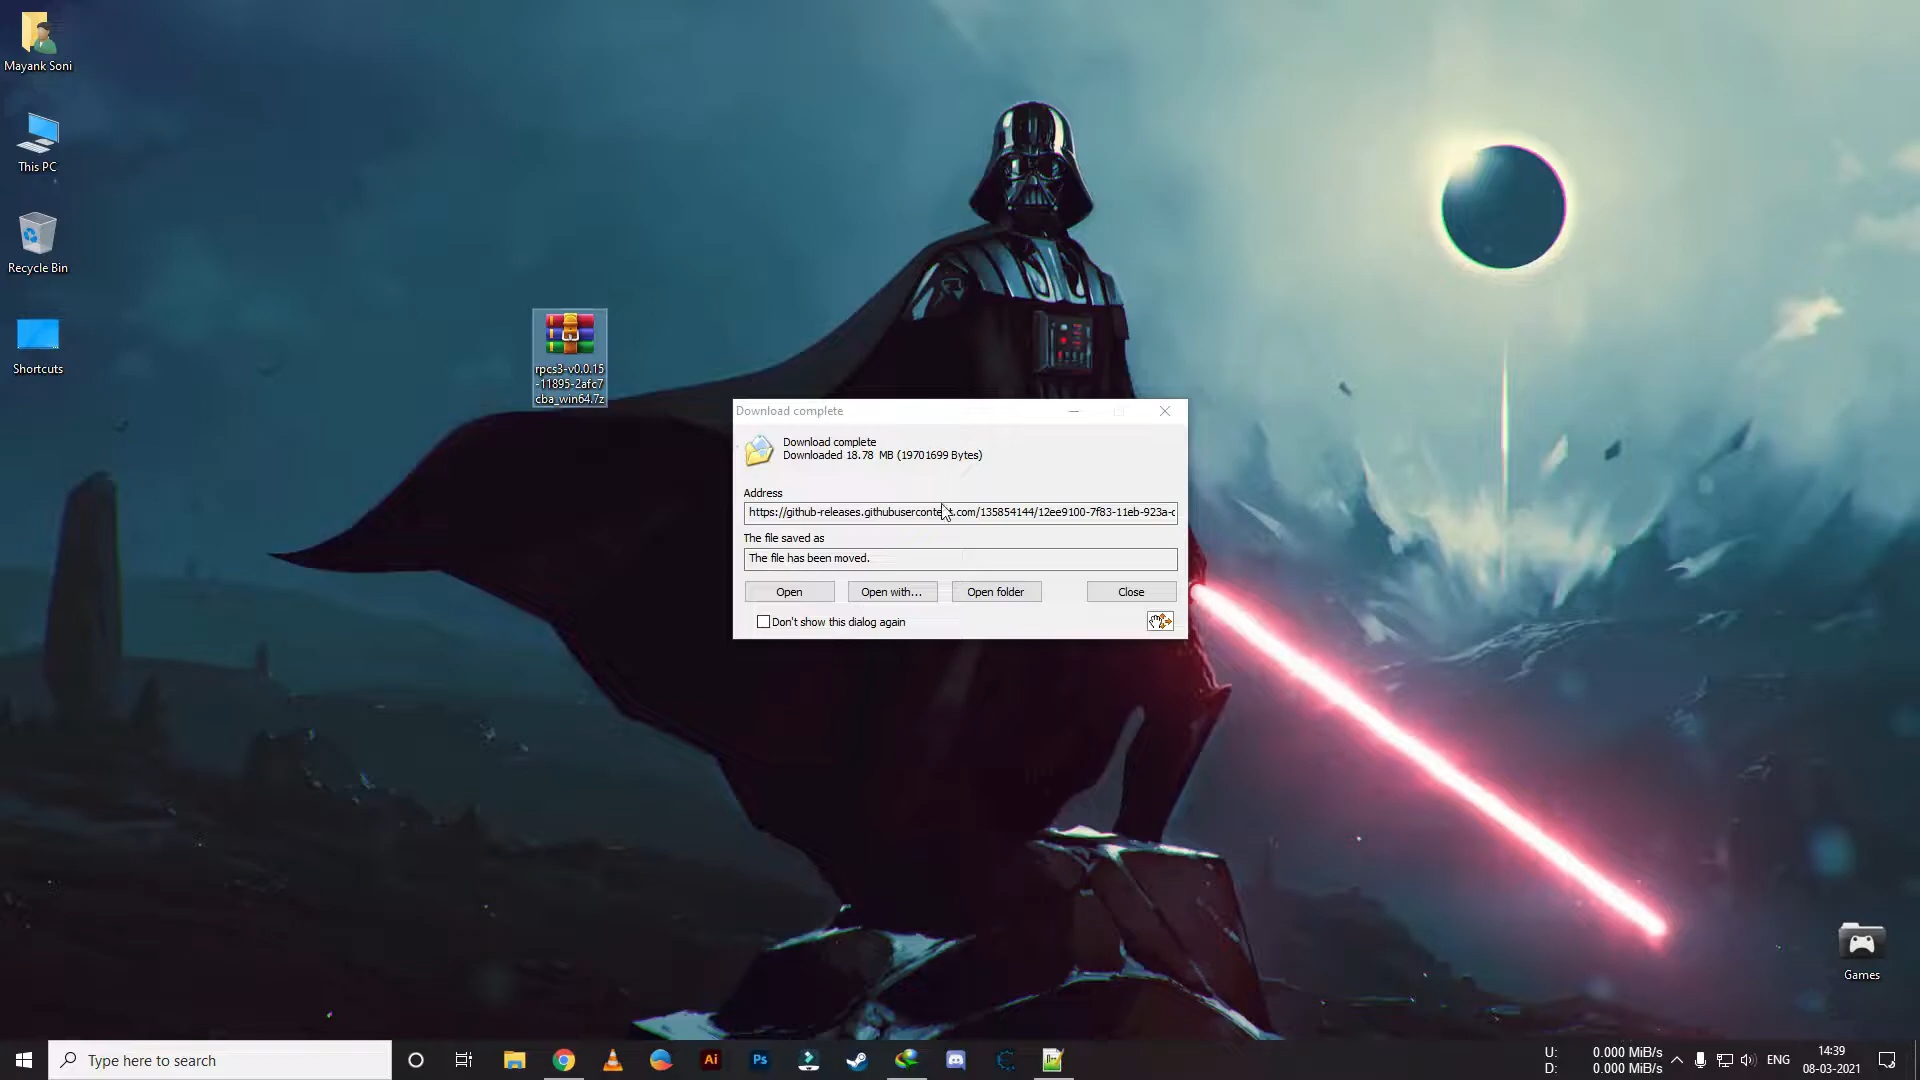 Mayank Soni
This PC
Recycle Bin
Shortcuts
rpcs3-v0.0.15
-11895-2afc7
cba_win64.7z
Download complete
Download complete
Downloaded 18.78 MB (19701699 Bytes)
Address
https://github-releases.githubusercontent.com/135854144/12ee9100-7f83-11eb-923a-c
The file saved as
The file has been moved.
Open
Open with...
Open folder
Close
Don't show this dialog again
Games
Type here to search
Ai
Ps
U: 0.000 MiB/s
D: 0.000 MiB/s
ENG
14:39
08-03-2021